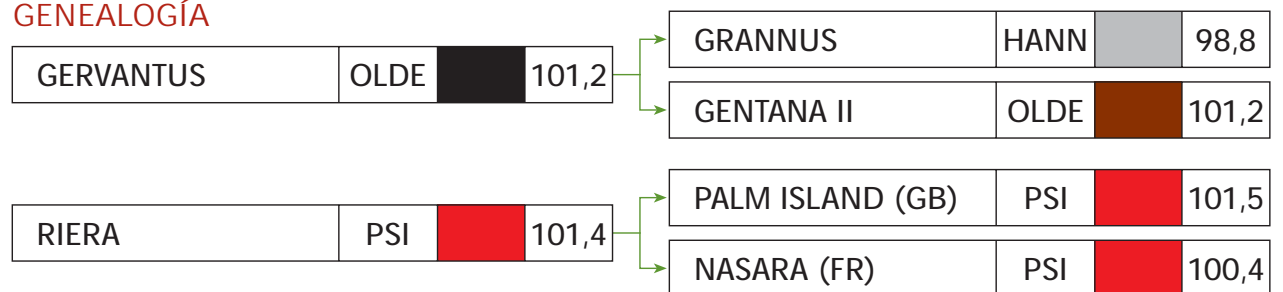 GENEALOGÍA
GERVANTUS OLDE 101,2
GRANNUS HANN 98,8
GENTANA II OLDE 101,2
RIERA PSI 101,4
PALM ISLAND (GB) PSI 101,5
NASARA (FR) PSI 100,4